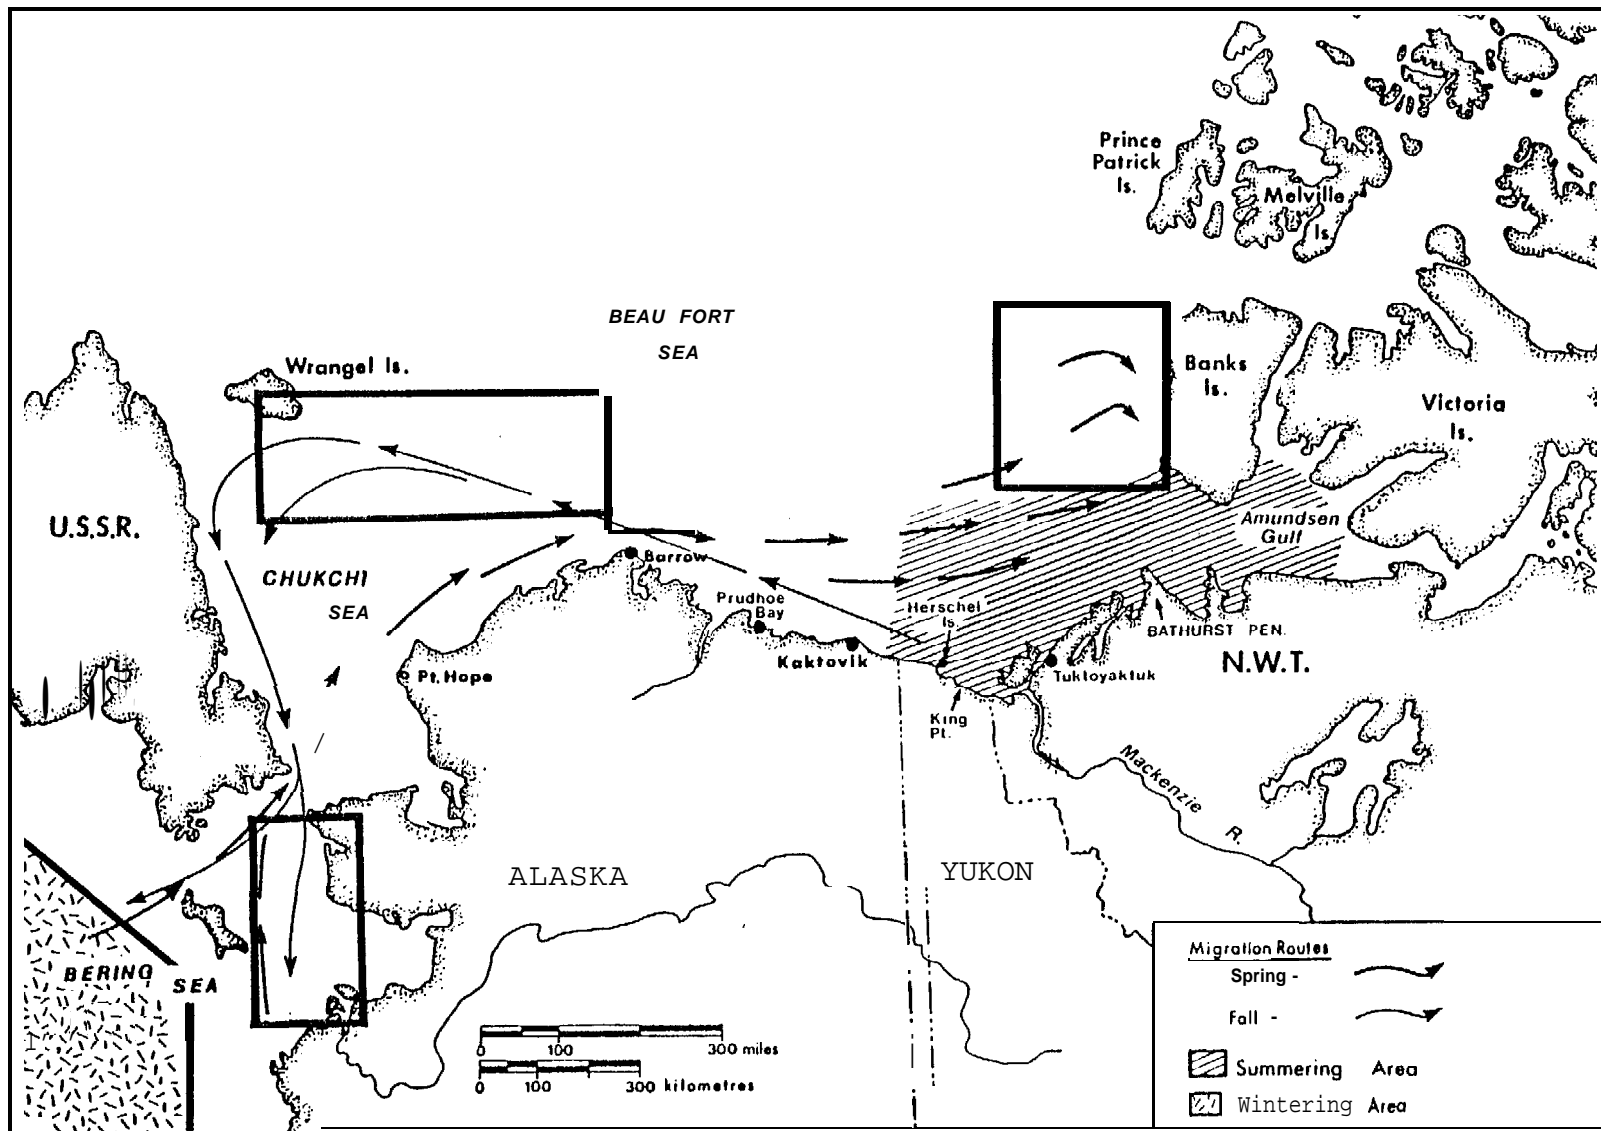 Prince
Patrick
Is.
Melville
Is.
BEAU FORT
SEA
Wrangel Is.
Banks
Is.
Victoria
Is.
U.S.S.R.
Amundsen
Gulf
CHUKCHI
SEA
Barrow
Prudhoe
Bay
Herschel
Is.
BATHURST PEN.
Kaktovik
N.W.T.
Pt. Hope
Tuktoyaktuk
King
Pt.
Mackenzie
R.
ALASKA
YUKON
BERING
SEA
Migration Routes
Spring -
Fall -
Summering Area
Wintering Area
0 100 300 miles
0 100 300 kilometres